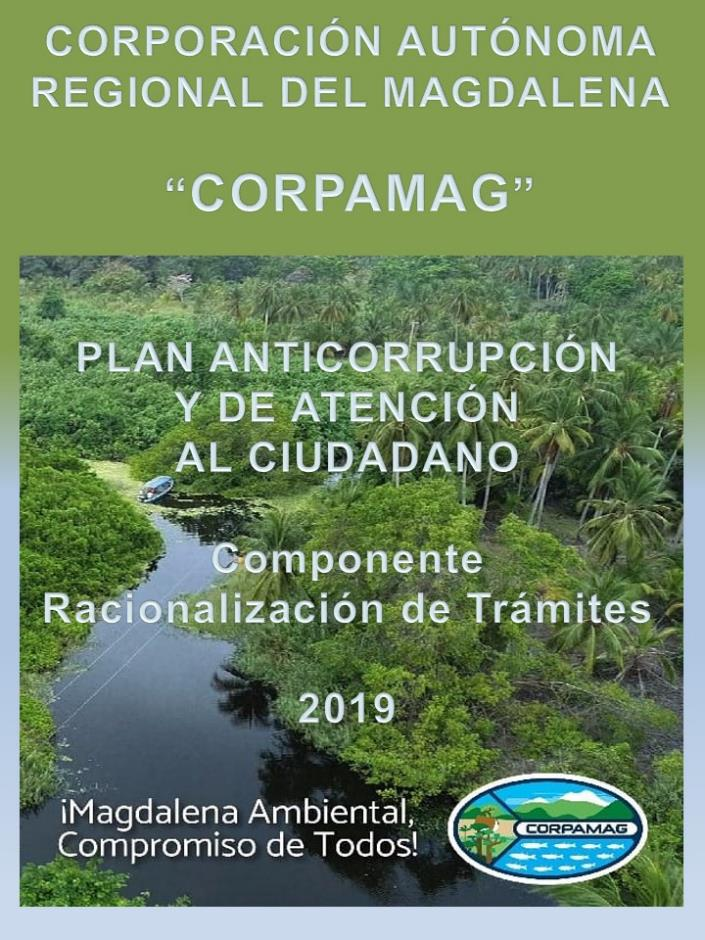 CORPORACIÓN AUTÓNOMA
REGIONAL DEL MAGDALENA
“CORPAMAG”
PLAN ANTICORRUPCIÓN
Y DE ATENCIÓN
AL CIUDADANO
Componente
Racionalización de Trámites
2019
¡Magdalena Ambiental,
Compromiso de Todos!
CORPAMAG